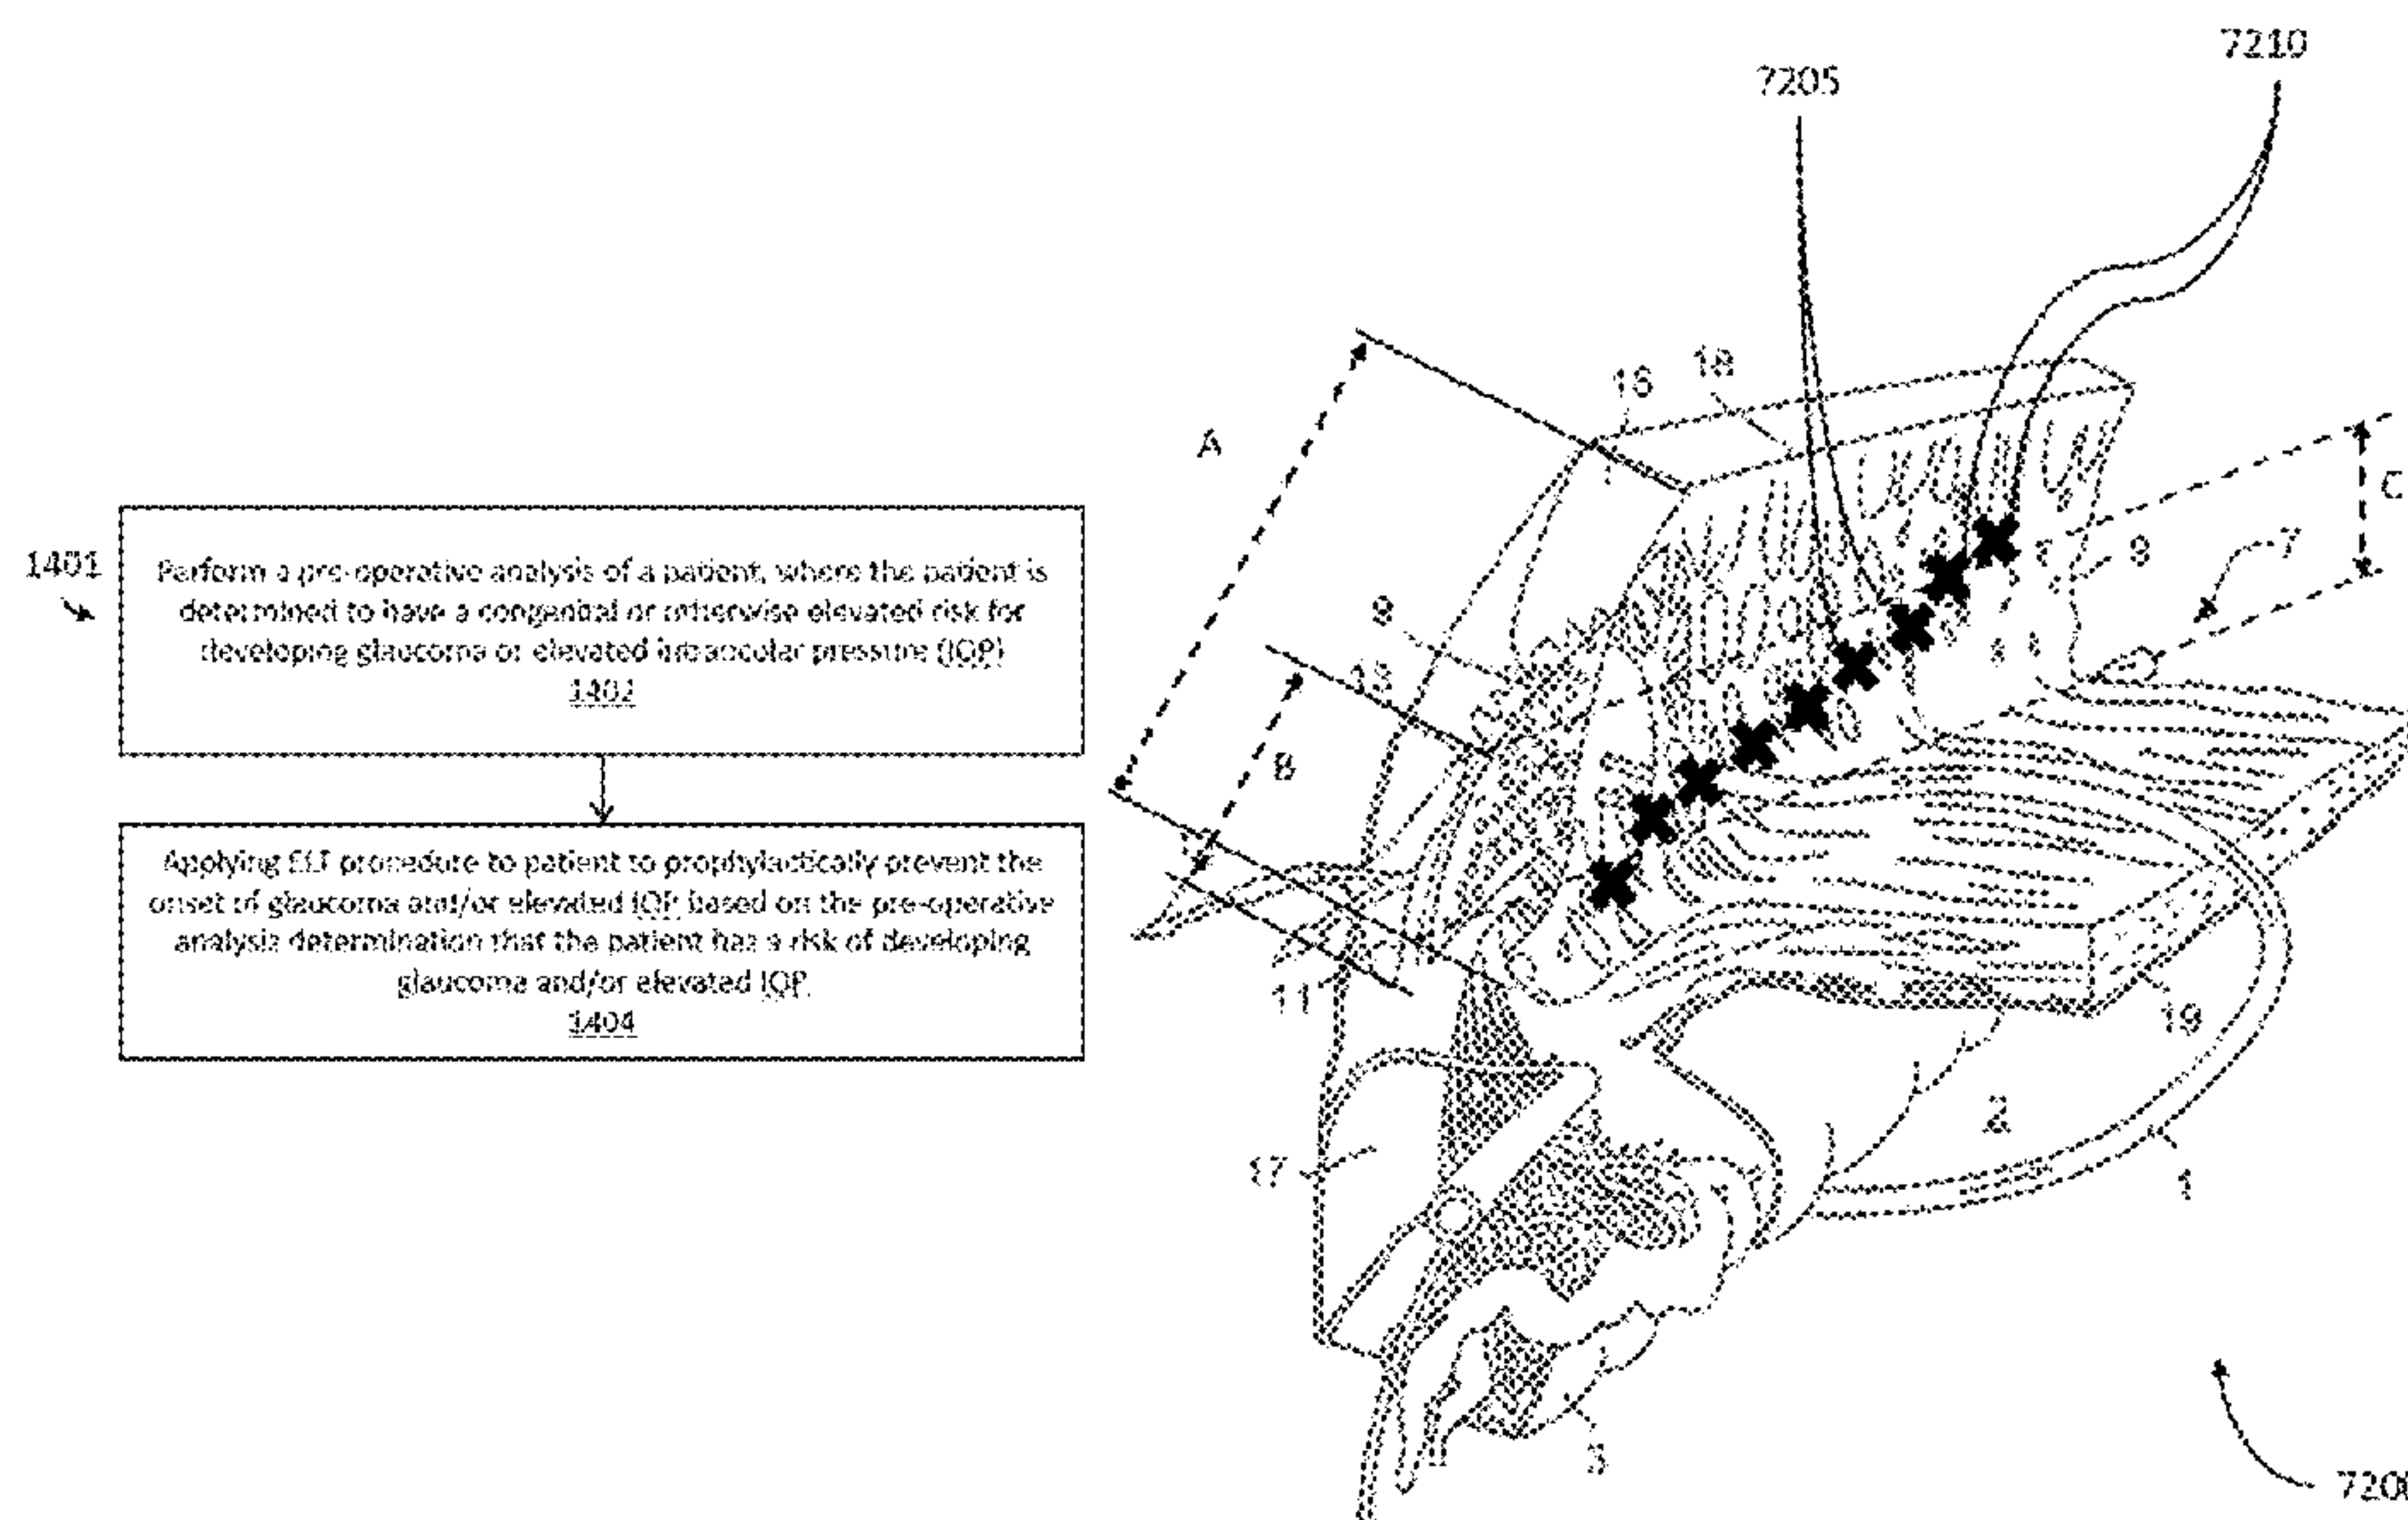 1401
Perform a pre-operative analysis of a patient, where the patient is
determined to have a congenital or otherwise elevated risk for
developing glaucoma or elevated intraocular pressure (IOP)
1402
Applying ELT procedure to patient to prophylactically prevent the
onset of glaucoma and/or elevated IOP based on the pre-operative
analysis determination that the patient has a risk of developing
glaucoma and/or elevated IOP.
1404
7210
7205
16
18
A
C
7
9
9
13
B
11
19
2
17
1
3
7200